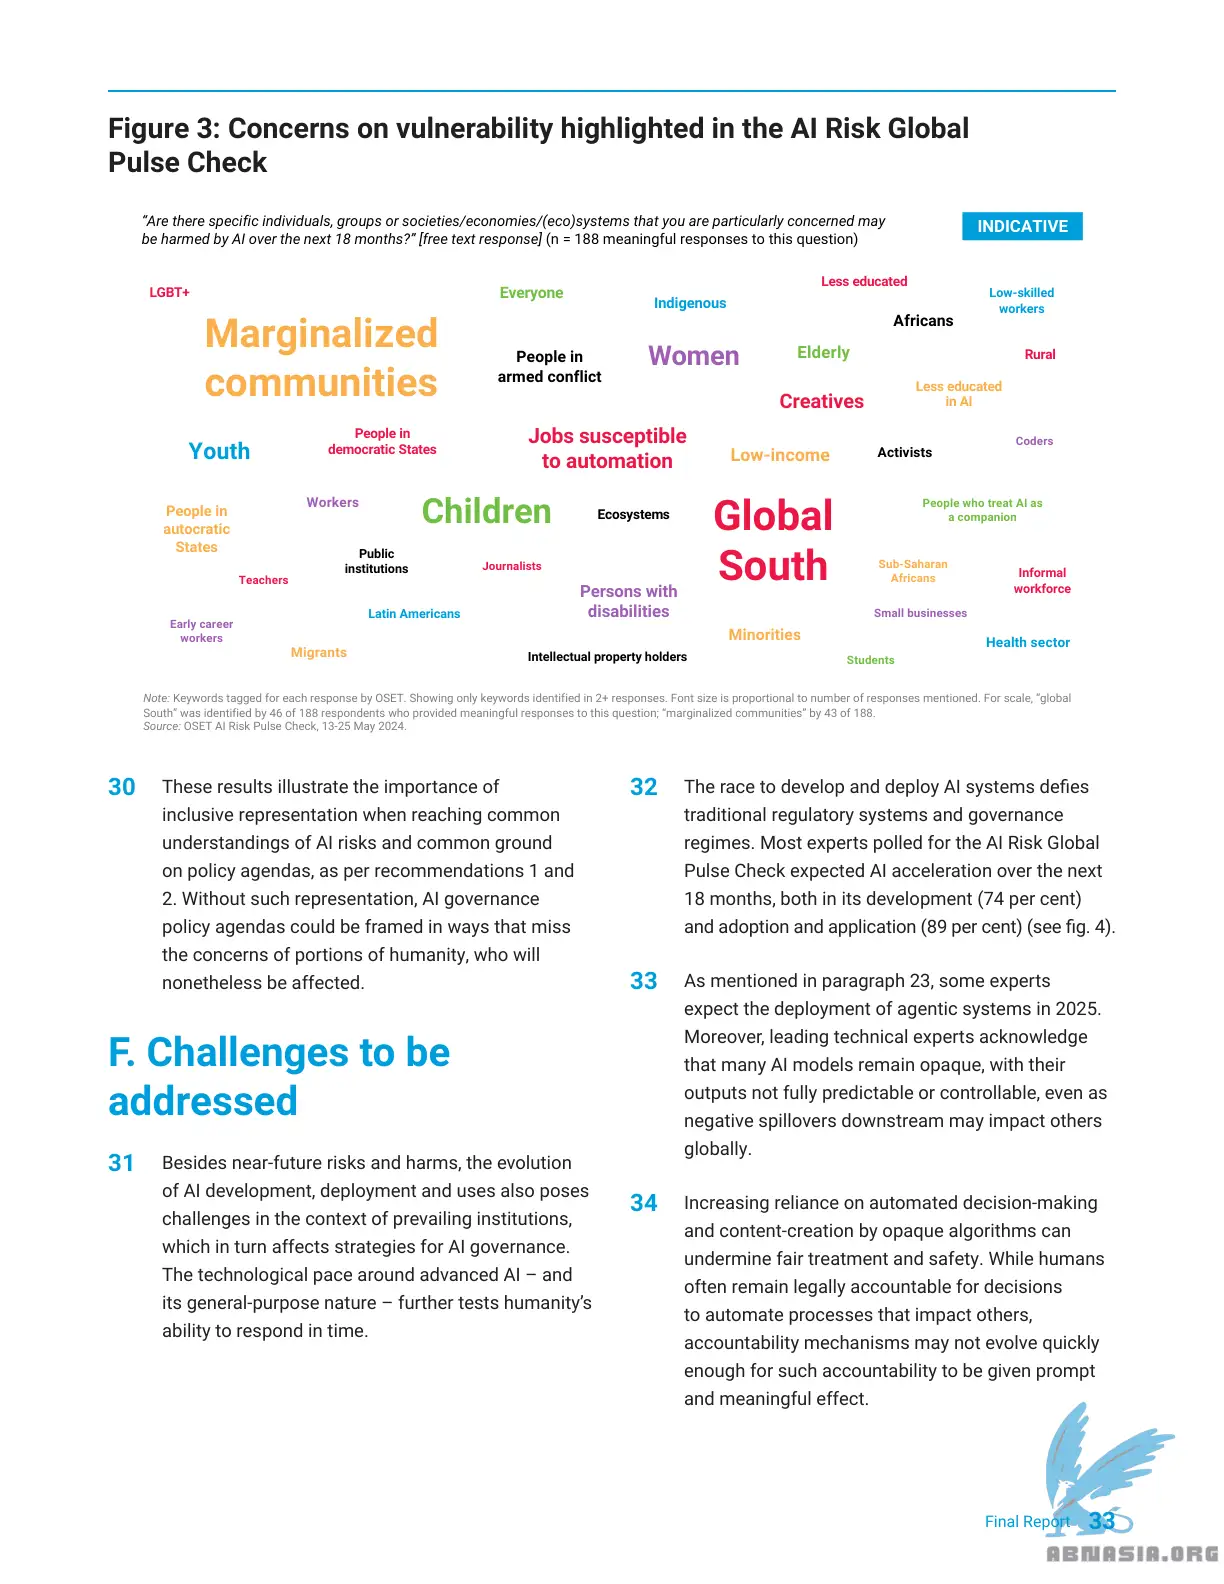 Figure 3: Concerns on vulnerability highlighted in the AI Risk Global
Pulse Check
“Are there specific individuals, groups or societies/economies/(eco)systems that you are particularly concerned may
be harmed by AI over the next 18 months?” [free text response] (n = 188 meaningful responses to this question)
INDICATIVE
LGBT+
Everyone
Indigenous
Less educated
Low-skilled
workers
Marginalized
communities
Africans
People in
armed conflict
Women
Elderly
Rural
Creatives
Less educated
in AI
Youth
People in
democratic States
Jobs susceptible
to automation
Low-income
Activists
Coders
People in
autocratic
States
Workers
Children
Ecosystems
Global
South
People who treat AI as
a companion
Public
institutions
Journalists
Teachers
Persons with
disabilities
Sub-Saharan
Africans
Informal
workforce
Early career
workers
Latin Americans
Small businesses
Migrants
Intellectual property holders
Minorities
Students
Health sector
Note: Keywords tagged for each response by OSET. Showing only keywords identified in 2+ responses. Font size is proportional to number of responses mentioned. For scale, “global
South” was identified by 46 of 188 respondents who provided meaningful responses to this question; “marginalized communities” by 43 of 188.
Source: OSET AI Risk Pulse Check, 13-25 May 2024.
30 These results illustrate the importance of
inclusive representation when reaching common
understandings of AI risks and common ground
on policy agendas, as per recommendations 1 and
2. Without such representation, AI governance
policy agendas could be framed in ways that miss
the concerns of portions of humanity, who will
nonetheless be affected.
F. Challenges to be
addressed
31 Besides near-future risks and harms, the evolution
of AI development, deployment and uses also poses
challenges in the context of prevailing institutions,
which in turn affects strategies for AI governance.
The technological pace around advanced AI – and
its general-purpose nature – further tests humanity’s
ability to respond in time.
32 The race to develop and deploy AI systems defies
traditional regulatory systems and governance
regimes. Most experts polled for the AI Risk Global
Pulse Check expected AI acceleration over the next
18 months, both in its development (74 per cent)
and adoption and application (89 per cent) (see fig. 4).
33 As mentioned in paragraph 23, some experts
expect the deployment of agentic systems in 2025.
Moreover, leading technical experts acknowledge
that many AI models remain opaque, with their
outputs not fully predictable or controllable, even as
negative spillovers downstream may impact others
globally.
34 Increasing reliance on automated decision-making
and content-creation by opaque algorithms can
undermine fair treatment and safety. While humans
often remain legally accountable for decisions
to automate processes that impact others,
accountability mechanisms may not evolve quickly
enough for such accountability to be given prompt
and meaningful effect.
Final Report 33
ABNASIA.ORG